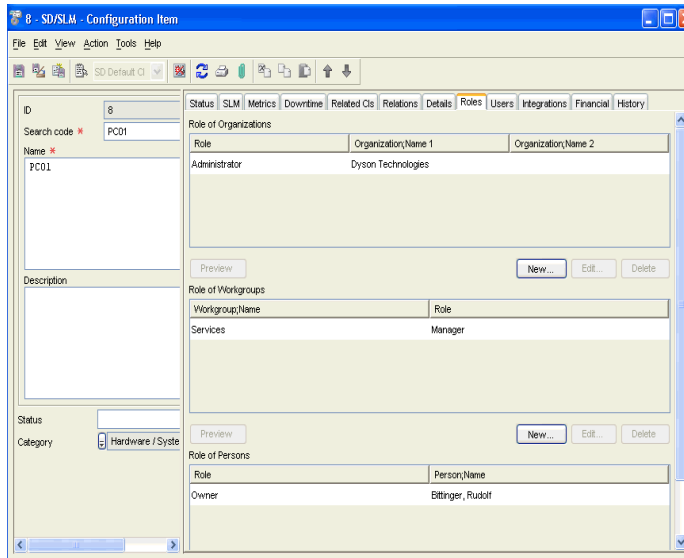 8 - SD/SLM - Configuration Item
File Edit View Action Tools Help
SD Default CI
ID 8
Search code * PC01
Name *
PC01
Description
Status
Category Hardware / Syste
Status SLM Metrics Downtime Related CIs Relations Details Roles Users Integrations Financial History
Role of Organizations
Role Organization;Name 1 Organization;Name 2
Administrator Dyson Technologies
Preview New... Edit... Delete
Role of Workgroups
Workgroup;Name Role
Services Manager
Preview New... Edit... Delete
Role of Persons
Role Person;Name
Owner Bittinger, Rudolf